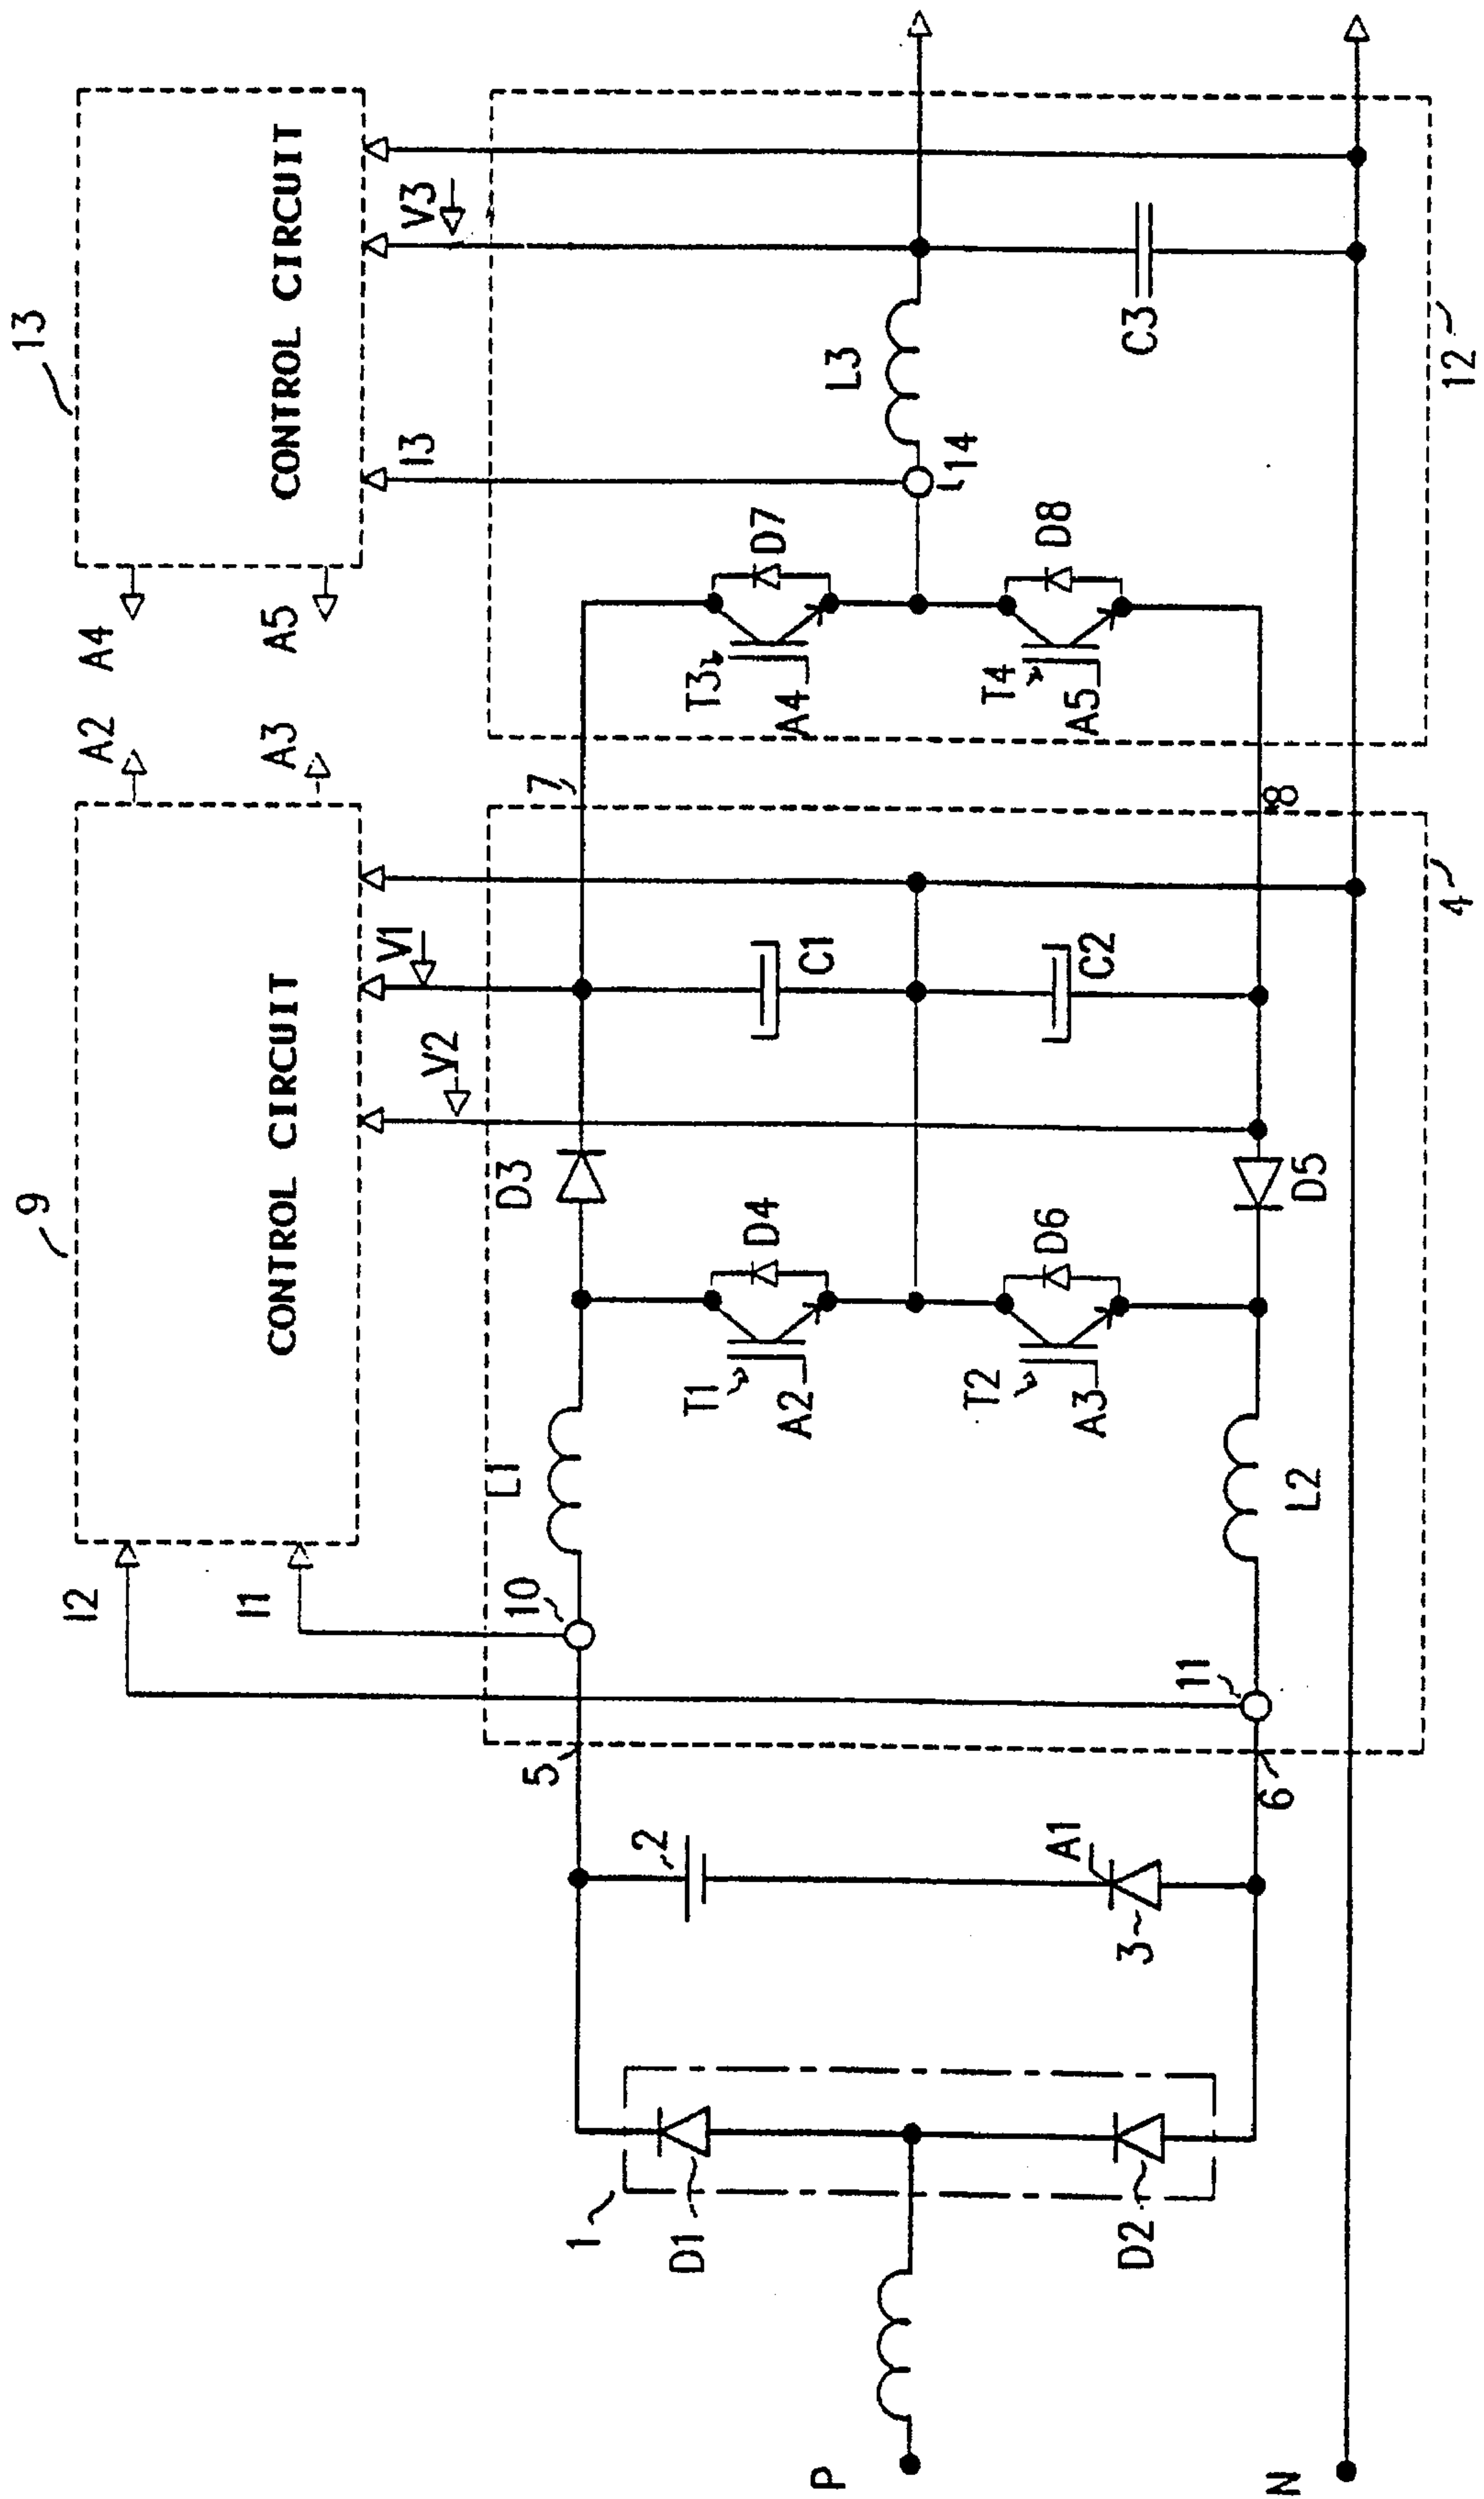 13
CONTROL CIRCUIT
A4
A5
I3
V3
A2
A3
9
CONTROL CIRCUIT
V1
V2
I2
I1
7
8
T3
D7
A4
T4
D8
A5
14
L3
C3
12
C1
C2
4
D3
D4
D5
D6
T1
A2
T2
A3
L1
L2
10
11
5
6
2
A1
3
1
D1
D2
P
N